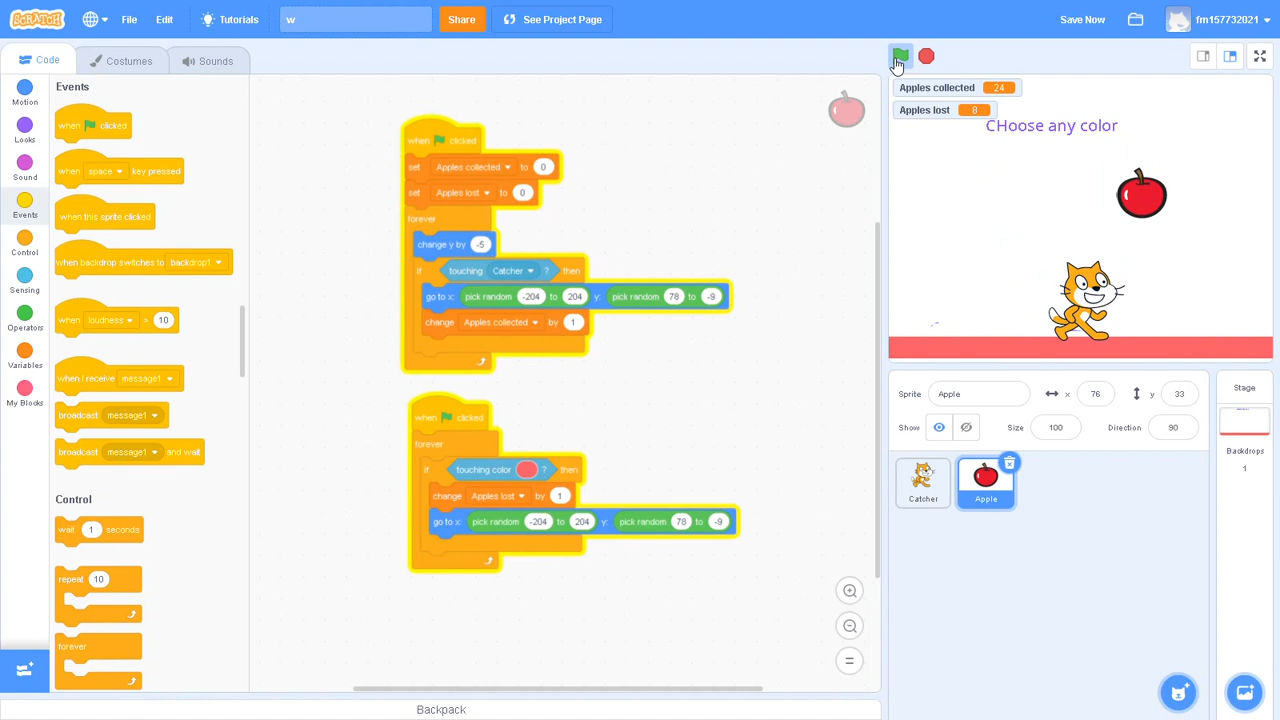 SCRATCH File Edit Tutorials w Share See Project Page Save Now fm157732021
Code Costumes Sounds
Motion
Looks
Sound
Events
Control
Sensing
Operators
Variables
My Blocks
Events
when clicked
when space key pressed
when this sprite clicked
when backdrop switches to backdrop1
when loudness > 10
when I receive message1
broadcast message1
broadcast message1 and wait
Control
wait 1 seconds
repeat 10
forever
when clicked
set Apples collected to 0
set Apples lost to 0
forever
change y by -5
if touching Catcher ? then
go to x: pick random -204 to 204 y: pick random 78 to -9
change Apples collected by 1
when clicked
forever
if touching color ? then
change Apples lost by 1
go to x: pick random -204 to 204 y: pick random 78 to -9
Backpack
Apples collected 24
Apples lost 8
CHoose any color
Sprite Apple x 76 y 33
Show Size 100 Direction 90
Catcher
Apple
Stage
Backdrops
1